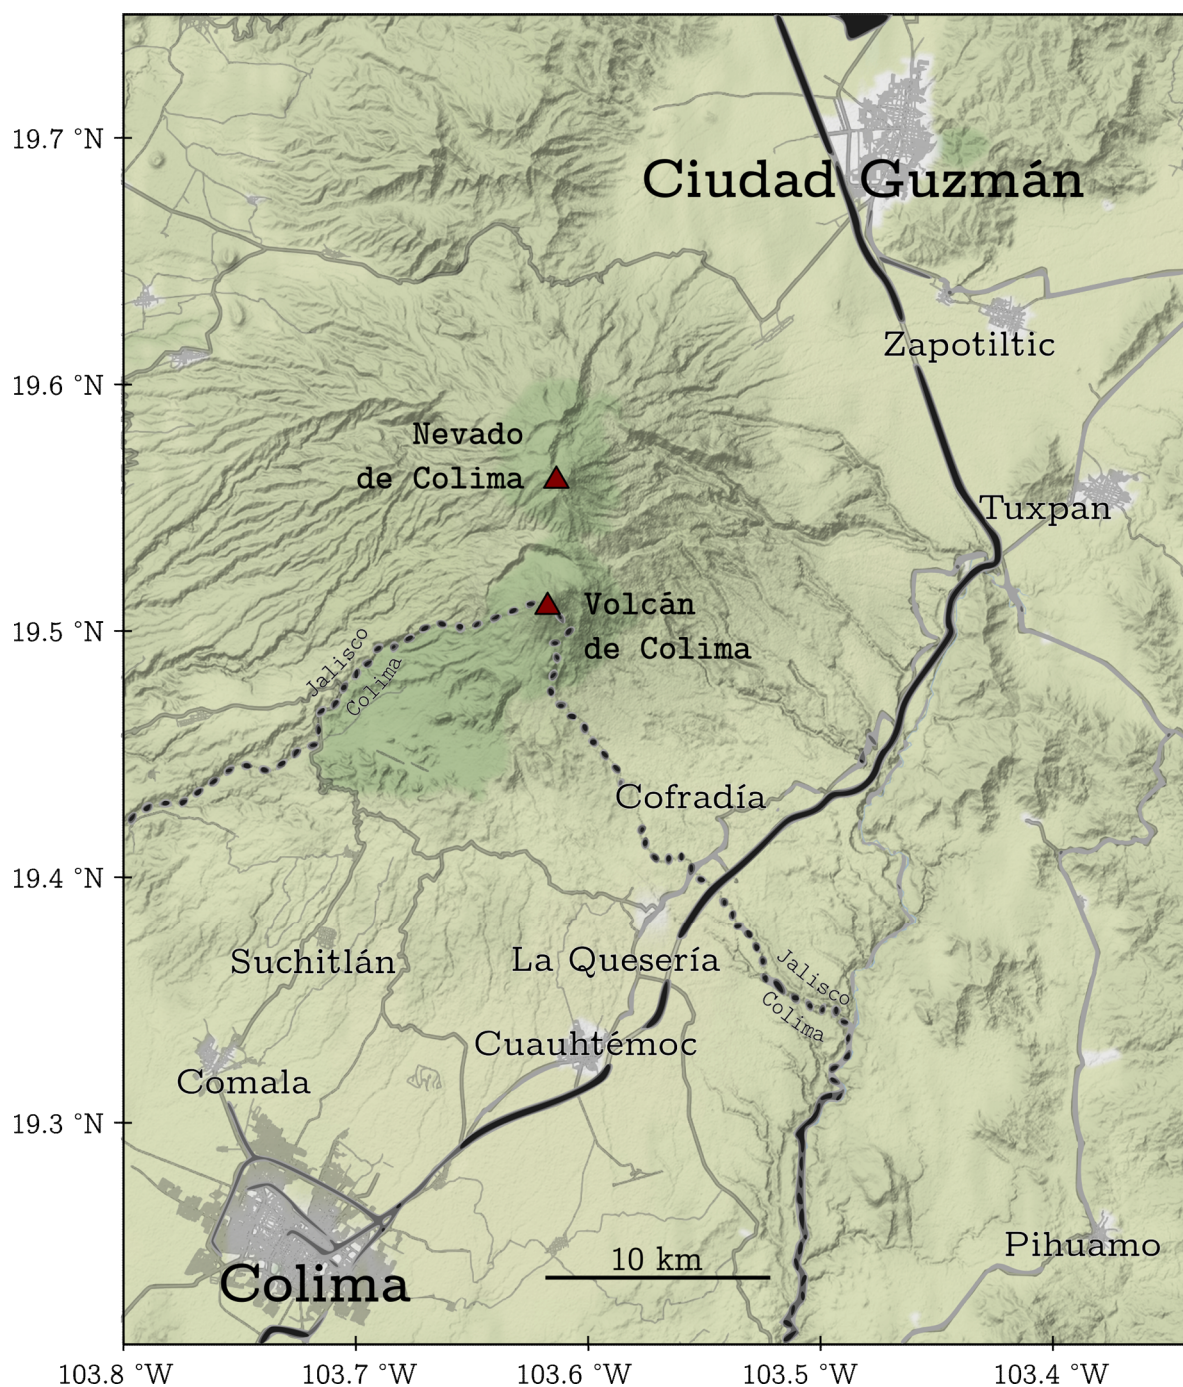 19.7 °N
Ciudad Guzmán
Zapotiltic
19.6 °N
Nevado
de Colima
Tuxpan
Volcán
de Colima
19.5 °N
Jalisco
Colima
Cofradía
19.4 °N
Suchitlán
La Quesería
Jalisco
Colima
Cuauhtémoc
Comala
19.3 °N
Pihuamo
10 km
Colima
103.8 °W
103.7 °W
103.6 °W
103.5 °W
103.4 °W